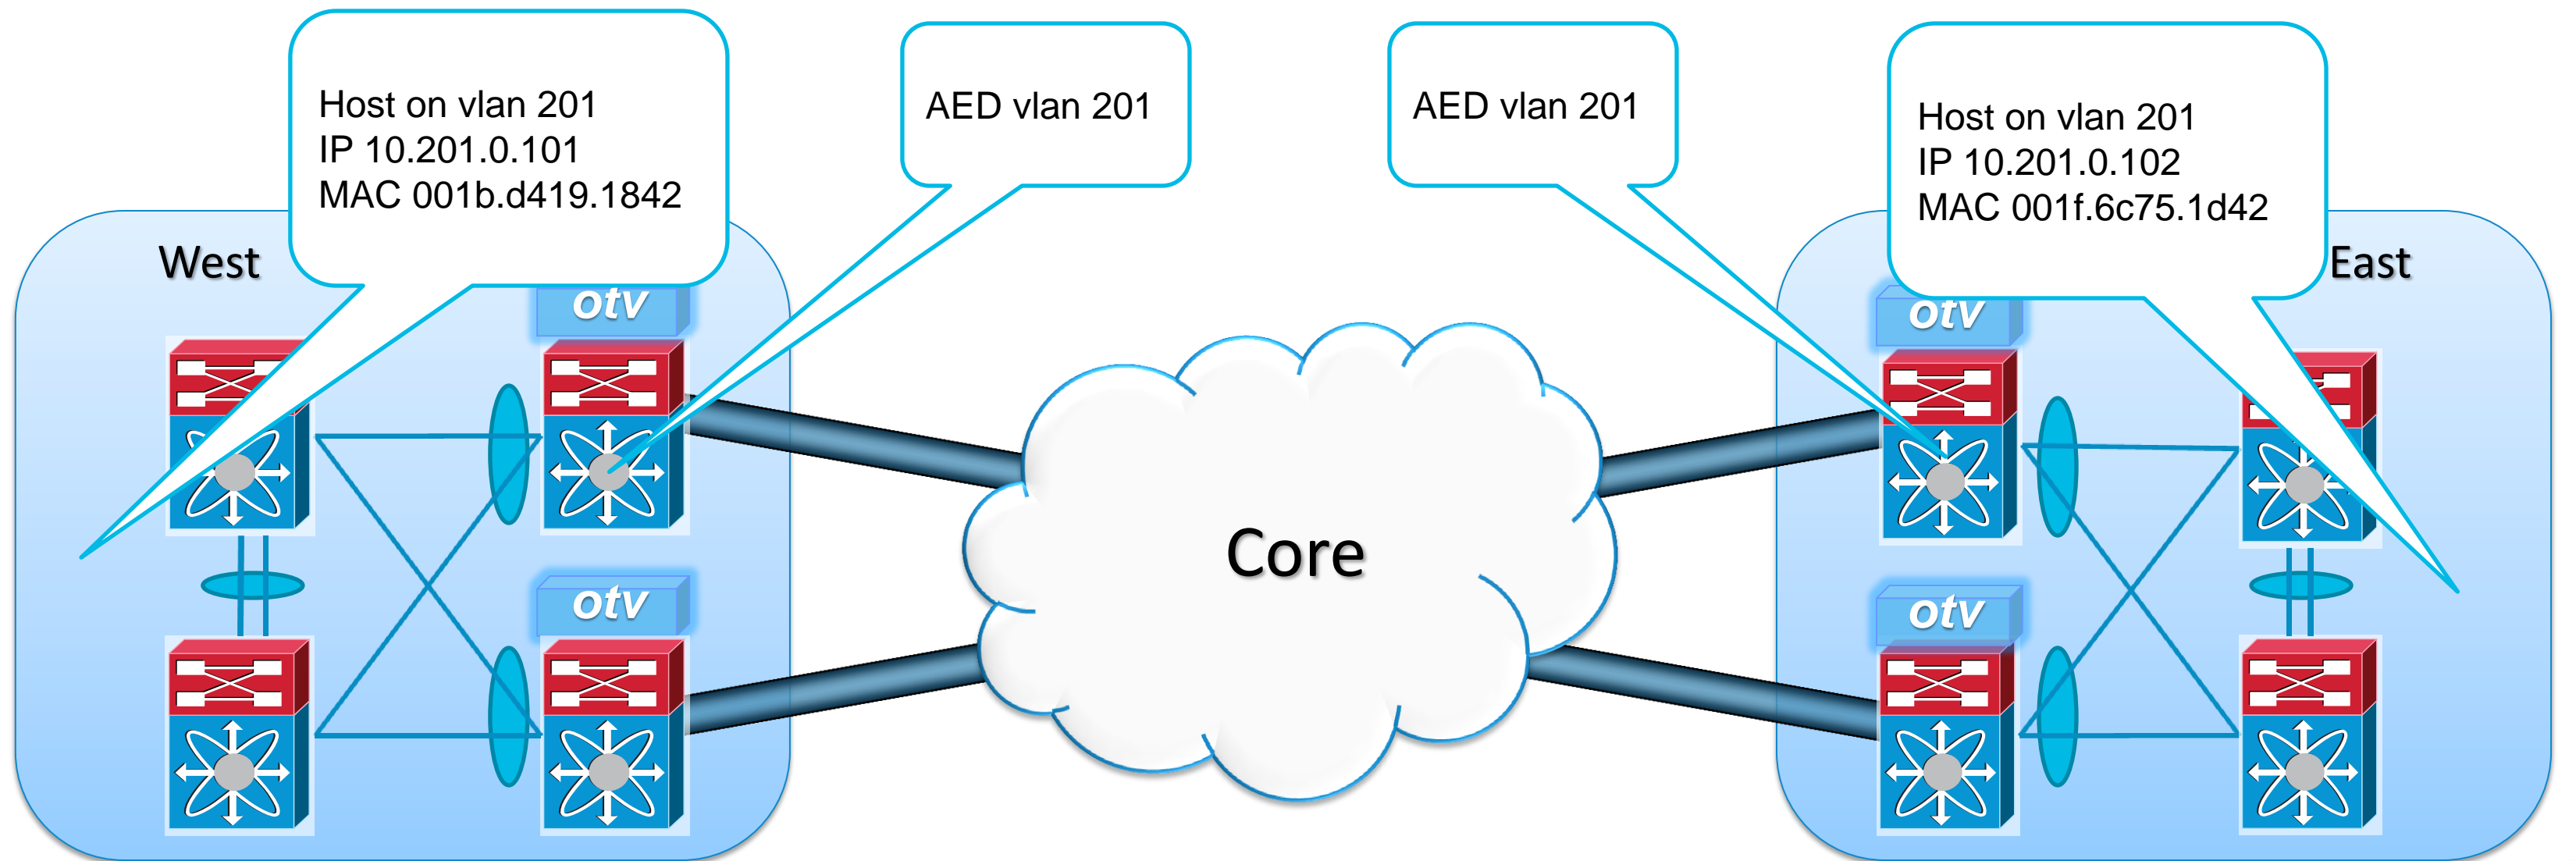 Host on vlan 201
IP 10.201.0.101
MAC 001b.d419.1842
AED vlan 201
AED vlan 201
Host on vlan 201
IP 10.201.0.102
MAC 001f.6c75.1d42
West
East
otv
otv
Core
otv
otv